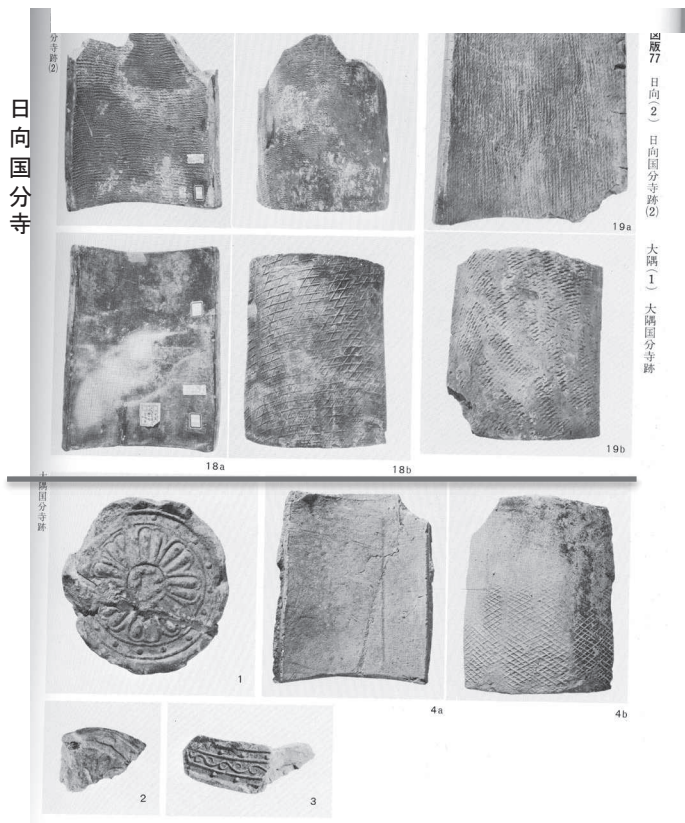 図版77 日向(2) 日向国分寺跡(2) 大隅(1) 大隅国分寺跡
分寺跡(2)
日向国分寺
19a
18a
18b
19b
大隅国分寺跡
1
4a
4b
2
3